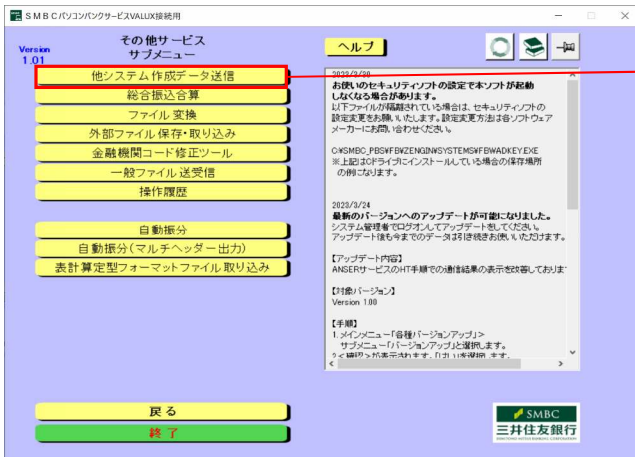 SMBCパソコンバンクサービスVALUX接続用
Version
1.01
その他サービス
サブメニュー
ヘルプ
他システム作成データ送信
総合振込合算
ファイル変換
外部ファイル保存・取り込み
金融機関コード修正ツール
一般ファイル送受信
操作履歴
自動振分
自動振分(マルチヘッダー出力)
表計算定型フォーマットファイル取り込み
戻る
終了
2023/3/30
お使いのセキュリティソフトの設定で本ソフトが起動
しなくなる場合があります。
以下ファイルが隔離されている場合は、セキュリティソフトの
設定変更をお願いいたします。設定変更方法は各ソフトウェア
メーカーにお問い合わせください。
C:¥SMBC_PBS¥FB¥ZENGIN¥SYSTEMS¥FBWADKEY.EXE
※上記はCドライブにインストールしている場合の保存場所
の例になります。
2023/3/24
最新のバージョンへのアップデートが可能になりました。
システム管理者でログオンしてアップデートをしてください。
アップデート後も今までのデータは引き続きお使いいただけます。
【アップデート内容】
ANSERサービスのHT手順での通信結果の表示を改善しております
【対象バージョン】
Version 1.00
【手順】
1.メインメニュー「各種バージョンアップ」>
サブメニュー「バージョンアップ」と選択します。
2.<確認>が表示されます。「はい」を選択します。
SMBC
三井住友銀行